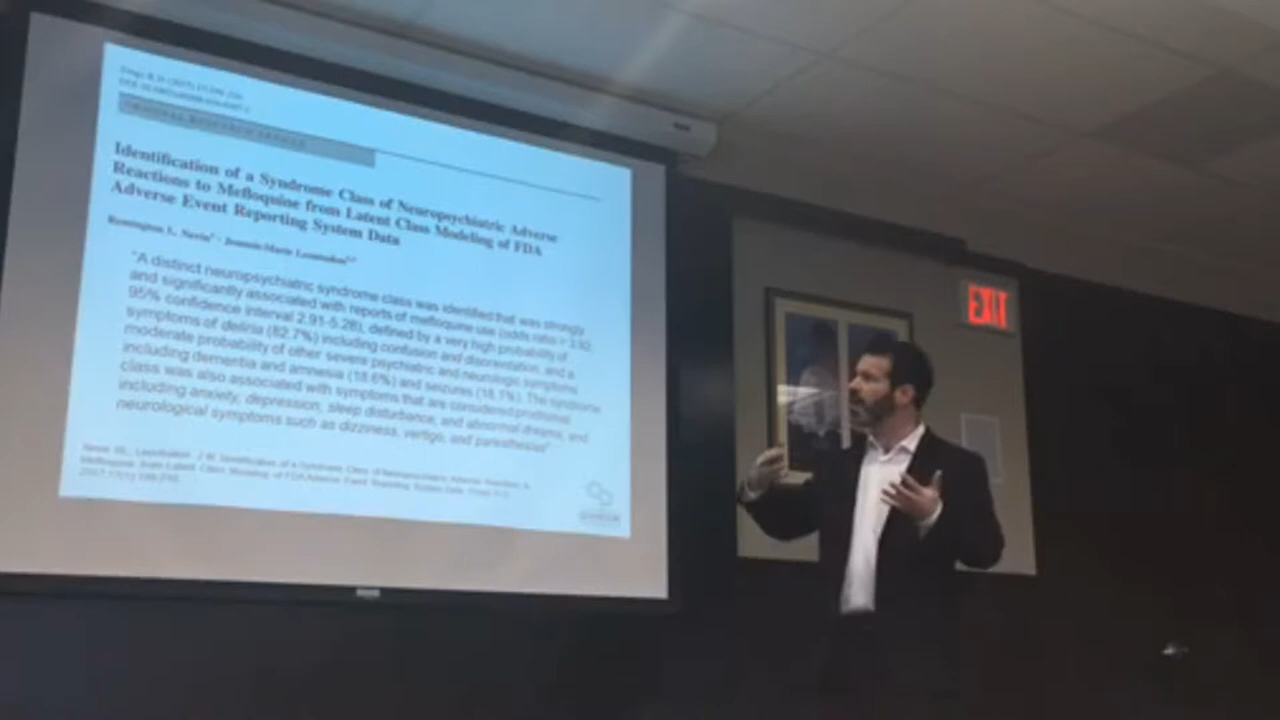 Identification of a Syndrome Class of Neuropsychiatric Adverse
Reactions to Mefloquine from Latent Class Modeling of FDA
Adverse Event Reporting System Data
Remington L. Nevin
"A distinct neuropsychiatric syndrome class was identified that was strongly
and significantly associated with reports of mefloquine use (odds ratio = 3.92,
95% confidence interval 2.91-5.28), defined by a very high probability of
symptoms of deliria (82.7%) including confusion and disorientation, and a
moderate probability of other severe psychiatric and neurologic symptoms
including dementia and amnesia (18.6%) and seizures (18.1%). The syndrome
class was also associated with symptoms that are considered prodromal
including anxiety, depression, sleep disturbance, and abnormal dreams, and
neurological symptoms such as dizziness, vertigo, and paresthesias"
EXIT